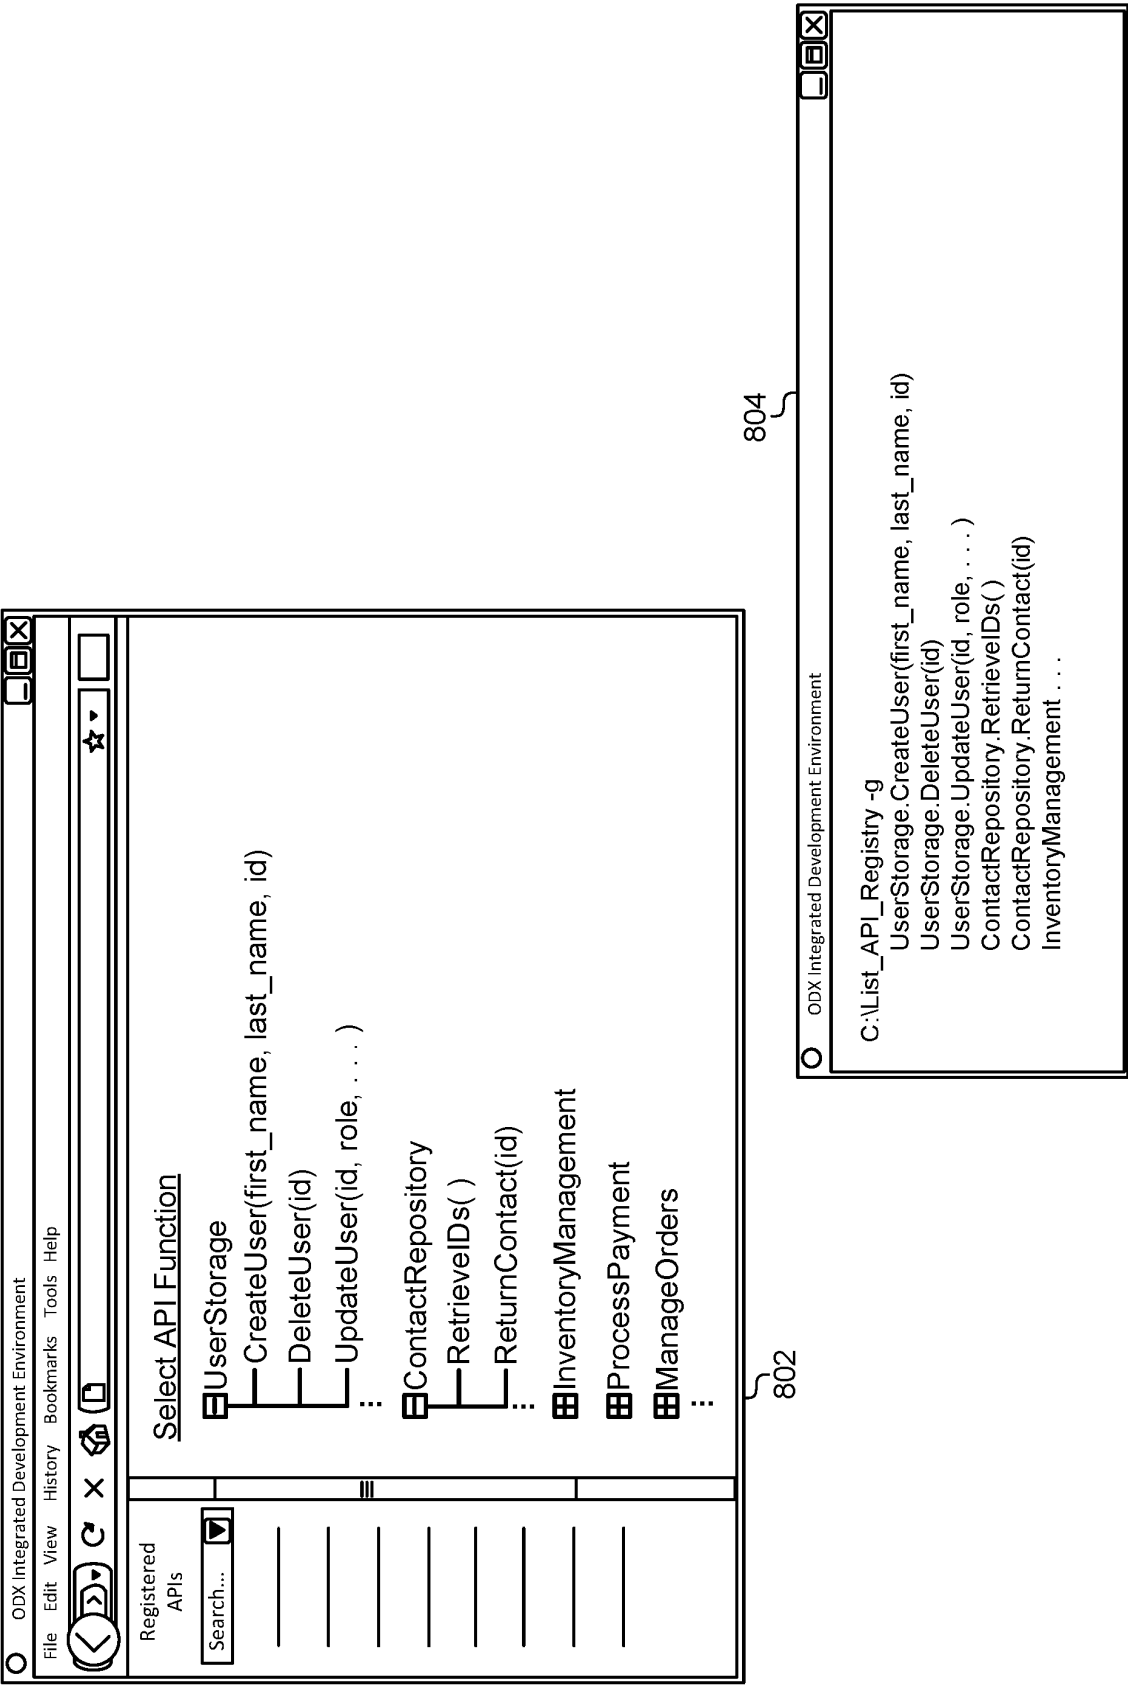 ODX Integrated Development Environment
File Edit View History Bookmarks Tools Help
Registered
APIs
Search...
Select API Function
UserStorage
CreateUser(first_name, last_name, id)
DeleteUser(id)
UpdateUser(id, role, . . . )
...
ContactRepository
RetrieveIDs( )
ReturnContact(id)
...
InventoryManagement
ProcessPayment
ManageOrders
...
802
804
ODX Integrated Development Environment
C:\List_API_Registry -g
UserStorage.CreateUser(first_name, last_name, id)
UserStorage.DeleteUser(id)
UserStorage.UpdateUser(id, role, . . . )
ContactRepository.RetrieveIDs( )
ContactRepository.ReturnContact(id)
InventoryManagement . . .